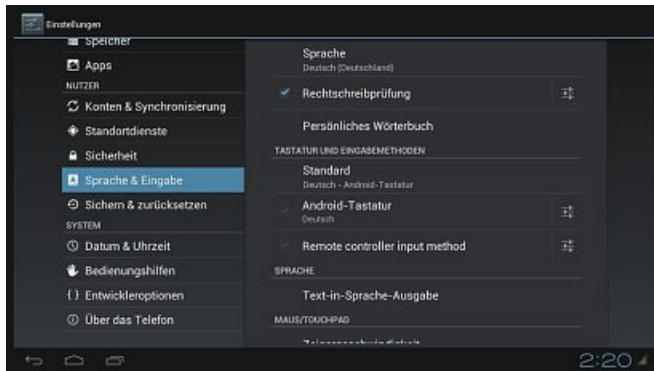 Einstellungen
Speicher
Apps
NUTZER
Konten & Synchronisierung
Standortdienste
Sicherheit
Sprache & Eingabe
Sichern & zurücksetzen
SYSTEM
Datum & Uhrzeit
Bedienungshilfen
{ } Entwickleroptionen
Über das Telefon
Sprache
Deutsch (Deutschland)
Rechtschreibprüfung
Persönliches Wörterbuch
TASTATUR UND EINGABEMETHODEN
Standard
Deutsch - Android-Tastatur
Android-Tastatur
Deutsch
Remote controller input method
SPRACHE
Text-in-Sprache-Ausgabe
MAUS/TOUCHPAD
Zeigergeschwindigkeit
2:20